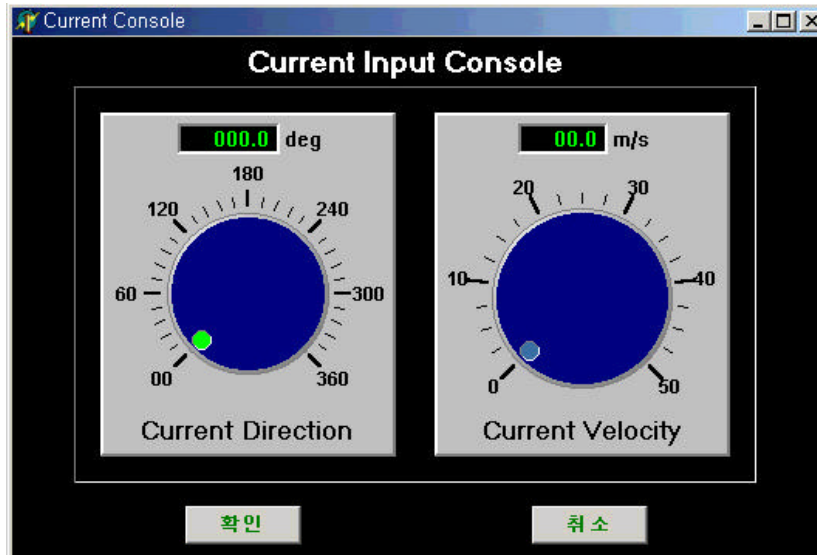 Current Console
Current Input Console
000.0 deg
180
120 240
60 300
00 360
Current Direction
00.0 m/s
20 30
10 40
0 50
Current Velocity
확인 취소